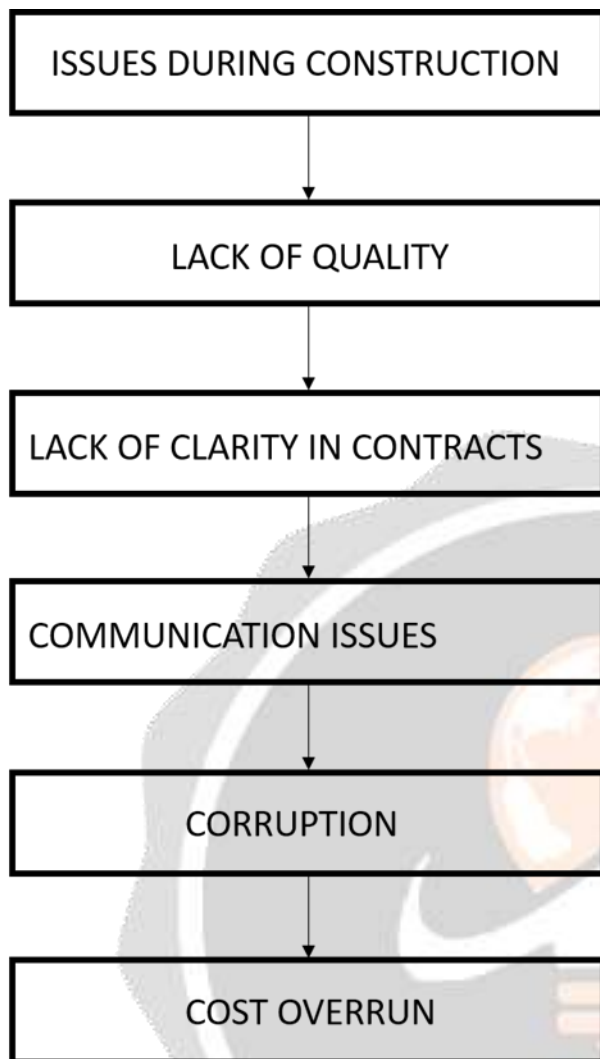 ISSUES DURING CONSTRUCTION
LACK OF QUALITY
LACK OF CLARITY IN CONTRACTS
COMMUNICATION ISSUES
CORRUPTION
COST OVERRUN